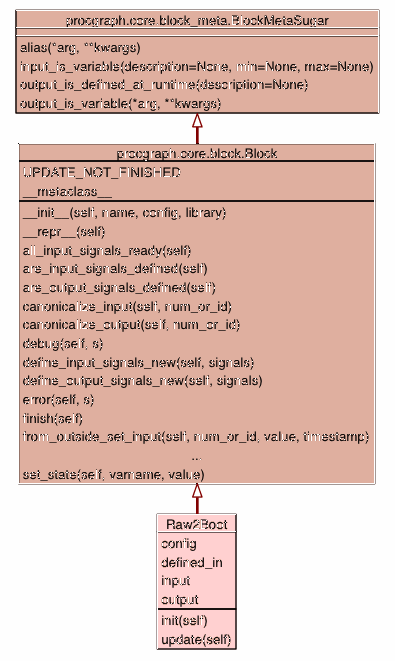 procgraph.core.block_meta.BlockMetaSugar
alias(*arg, **kwargs)
input_is_variable(description=None, min=None, max=None)
output_is_defined_at_runtime(description=None)
output_is_variable(*arg, **kwargs)
procgraph.core.block.Block
UPDATE_NOT_FINISHED
__metaclass__
__init__(self, name, config, library)
__repr__(self)
all_input_signals_ready(self)
are_input_signals_defined(self)
are_output_signals_defined(self)
canonicalize_input(self, num_or_id)
canonicalize_output(self, num_or_id)
debug(self, s)
define_input_signals_new(self, signals)
define_output_signals_new(self, signals)
error(self, s)
finish(self)
from_outside_set_input(self, num_or_id, value, timestamp)
...
set_state(self, varname, value)
Raw2Boot
config
defined_in
input
output
init(self)
update(self)